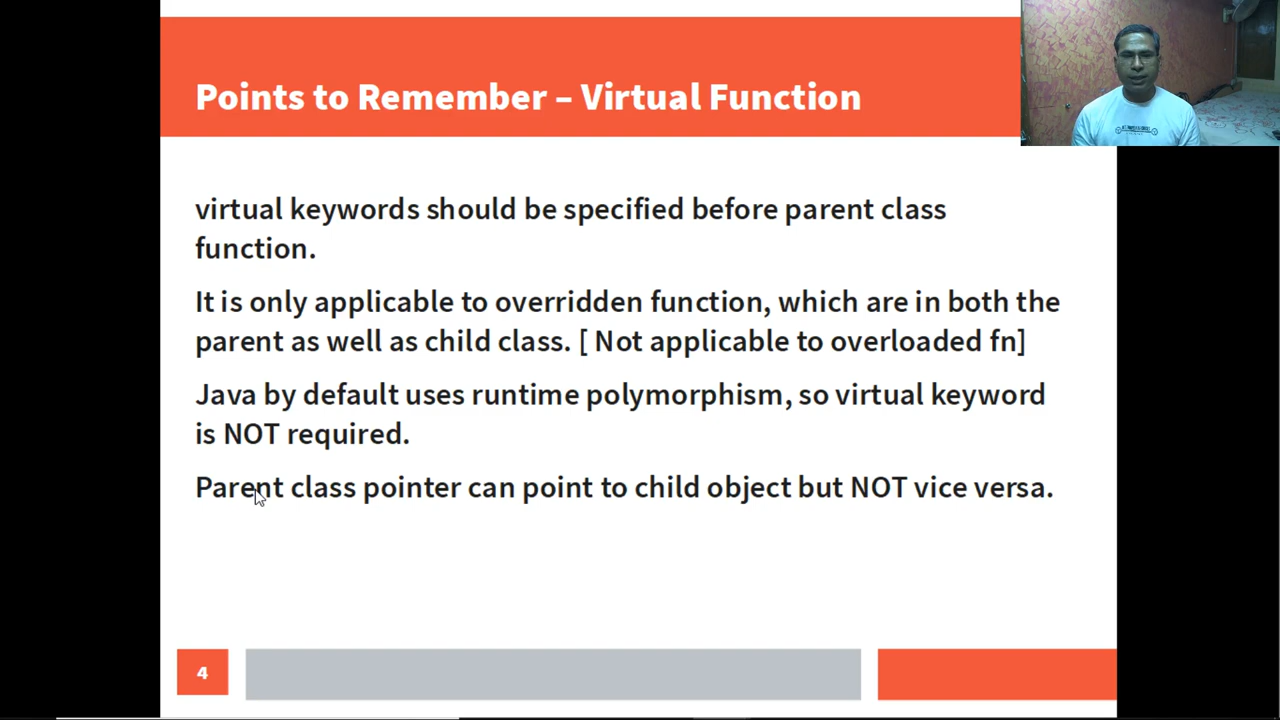 Points to Remember – Virtual Function
virtual keywords should be specified before parent class
function.
It is only applicable to overridden function, which are in both the
parent as well as child class. [ Not applicable to overloaded fn]
Java by default uses runtime polymorphism, so virtual keyword
is NOT required.
Parent class pointer can point to child object but NOT vice versa.
4